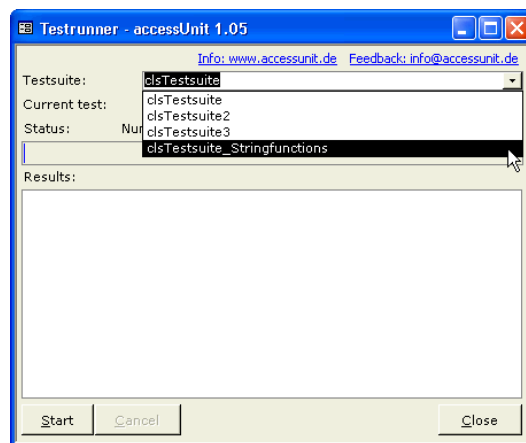 Testrunner - accessUnit 1.05
Info: www.accessunit.de Feedback: info@accessunit.de
Testsuite: clsTestsuite
clsTestsuite
Current test:
clsTestsuite2
clsTestsuite3
Status:
clsTestsuite_Stringfunctions
Results:
Start Cancel Close